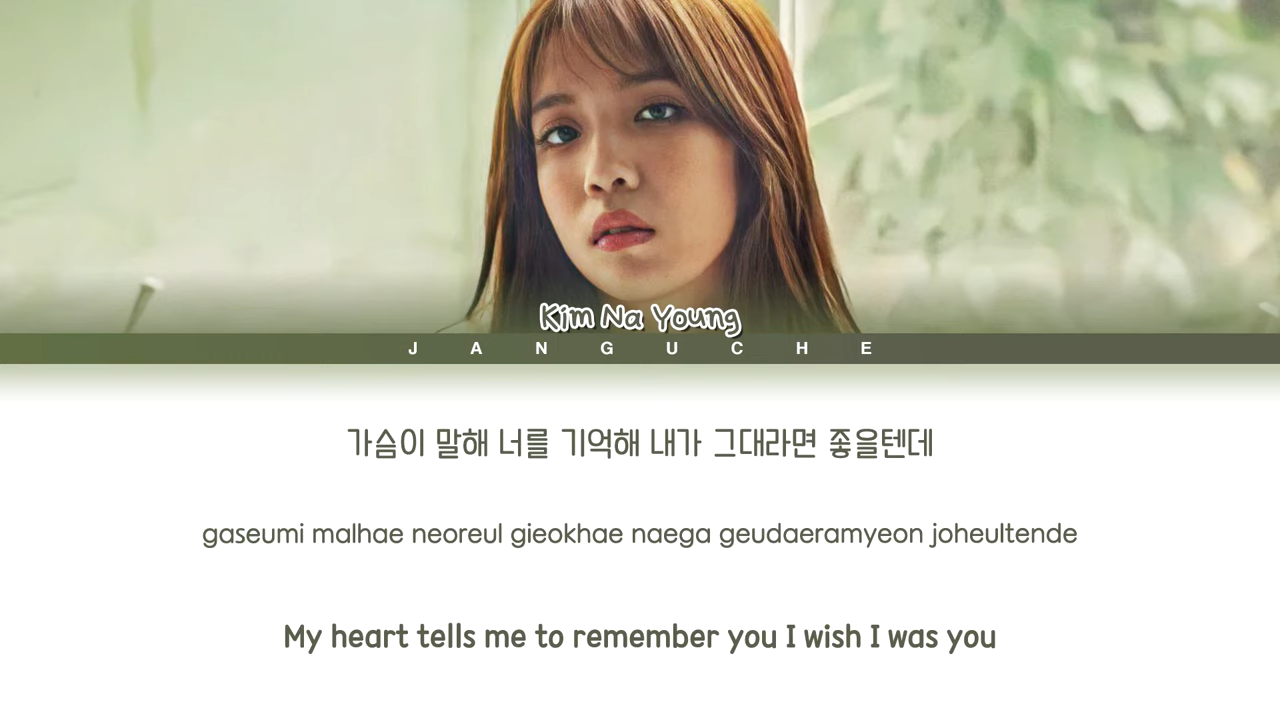 Kim Na Young
JANGUCHE
가슴이 말해 너를 기억해 내가 그대라면 좋을텐데
gaseumi malhae neoreul gieokhae naega geudaeramyeon joheultende
My heart tells me to remember you I wish I was you